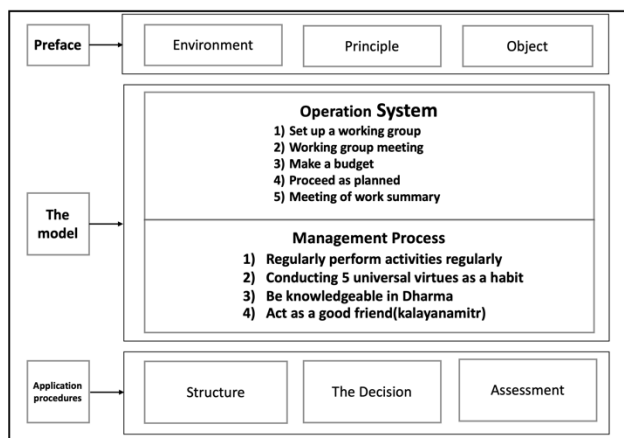 Preface
Environment
Principle
Object
The
model
Operation System
1) Set up a working group
2) Working group meeting
3) Make a budget
4) Proceed as planned
5) Meeting of work summary
Management Process
1) Regularly perform activities regularly
2) Conducting 5 universal virtues as a habit
3) Be knowledgeable in Dharma
4) Act as a good friend(kalayanamitr)
Application
procedures
Structure
The Decision
Assessment